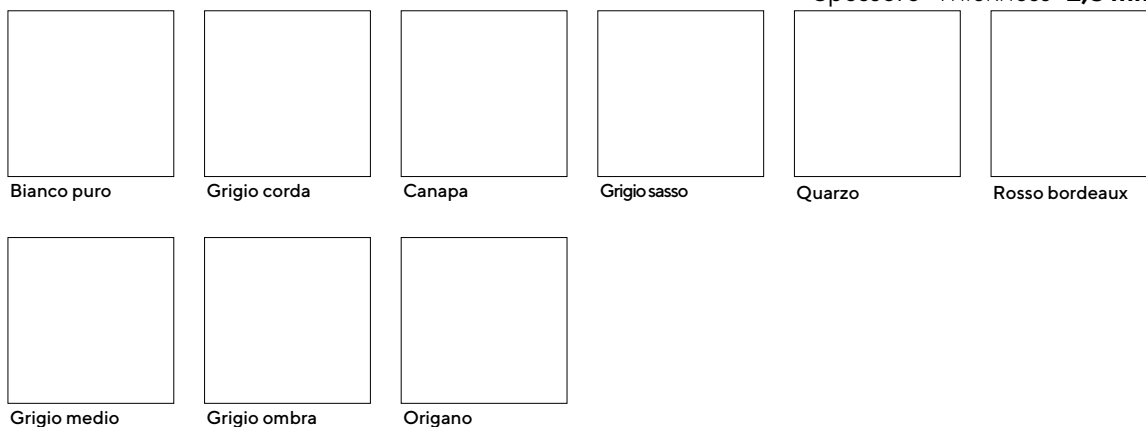 Bianco puro
Grigio corda
Canapa
Grigio sasso
Quarzo
Rosso bordeaux
Grigio medio
Grigio ombra
Origano